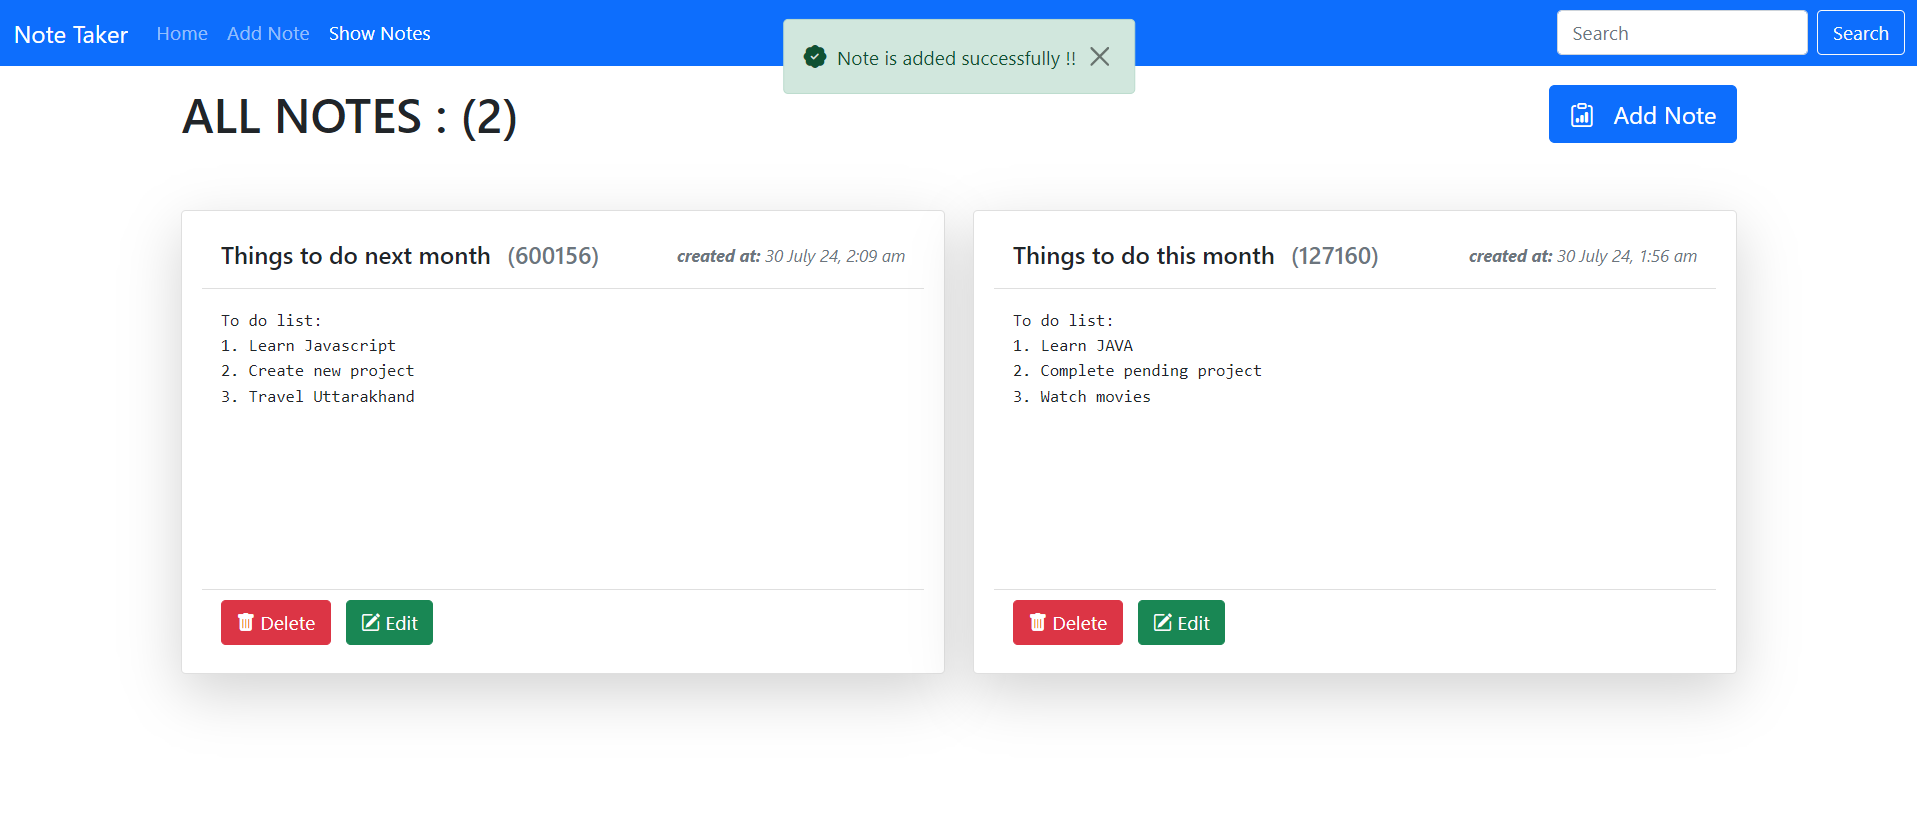 Note Taker Home Add Note Show Notes Search Search
Note is added successfully !!
ALL NOTES : (2)
Add Note
Things to do next month (600156) created at: 30 July 24, 2:09 am
To do list:
1. Learn Javascript
2. Create new project
3. Travel Uttarakhand
Delete Edit
Things to do this month (127160) created at: 30 July 24, 1:56 am
To do list:
1. Learn JAVA
2. Complete pending project
3. Watch movies
Delete Edit